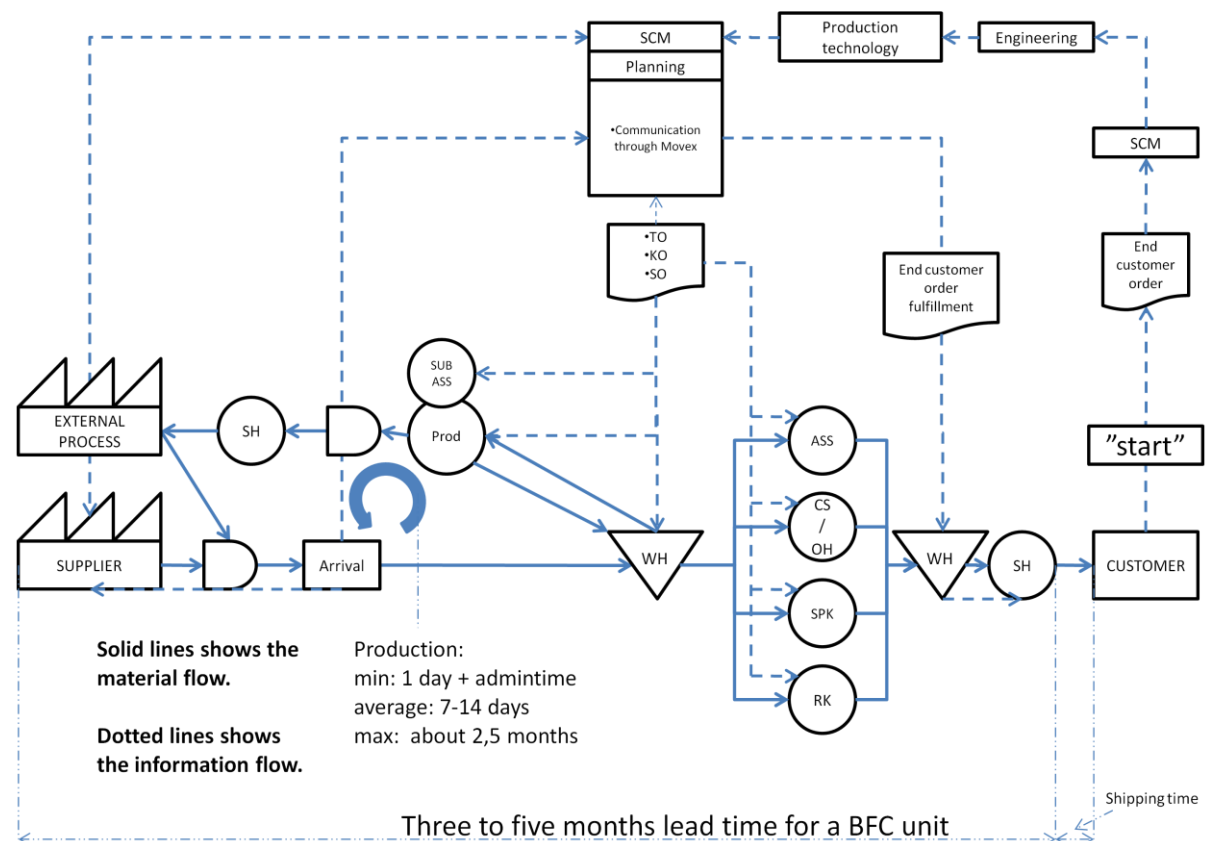 SCM
Planning
•Communication
through Movex
Production
technology
Engineering
SCM
End
customer
order
"start"
•TO
•KO
•SO
End customer
order
fulfillment
SUB
ASS
Prod
SH
EXTERNAL
PROCESS
SUPPLIER
Arrival
WH
ASS
CS
/
OH
SPK
RK
WH
SH
CUSTOMER
Solid lines shows the
material flow.
Dotted lines shows
the information flow.
Production:
min: 1 day + admintime
average: 7-14 days
max: about 2,5 months
Shipping time
Three to five months lead time for a BFC unit